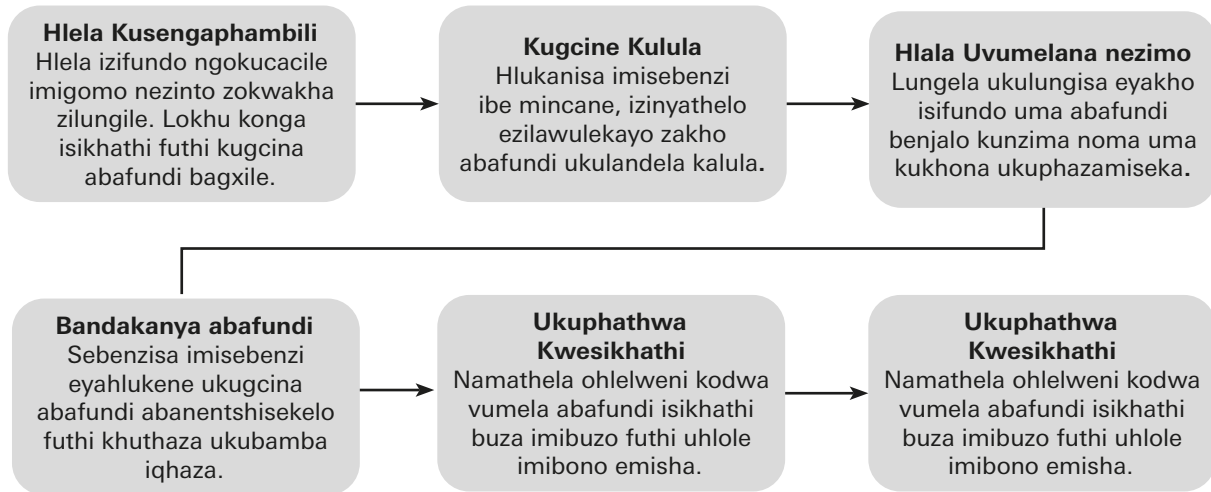 Hlela Kusengaphambili
Hlela izifundo ngokucacile
imigomo nezinto zokwakha
zilungile. Lokhu konga
isikhathi futhi kugcina
abafundi bagxile.
Kugcine Kulula
Hlukanisa imisebenzi
ibe mincane, izinyathelo
ezilawulekayo zakho
abafundi ukulandela kalula.
Hlala Uvumelana nezimo
Lungela ukulungisa eyakho
isifundo uma abafundi
benjalo kunzima noma uma
kukhona ukuphazamiseka.
Bandakanya abafundi
Sebenzisa imisebenzi
eyahlukene ukugcina
abafundi abanentshisekelo
futhi khuthaza ukubamba
iqhaza.
Ukuphathwa
Kwesikhathi
Namathela ohlelweni kodwa
vumela abafundi isikhathi
buza imibuzo futhi uhlole
imibono emisha.
Ukuphathwa
Kwesikhathi
Namathela ohlelweni kodwa
vumela abafundi isikhathi
buza imibuzo futhi uhlole
imibono emisha.